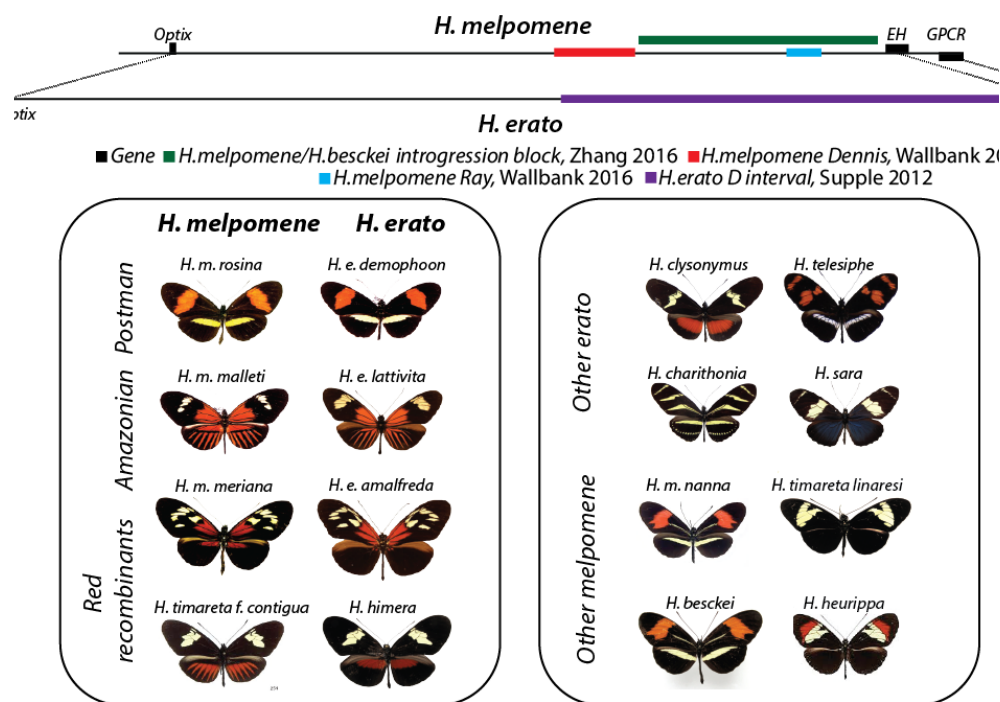 H. melpomene
Optix
EH
GPCR
ptix
H. erato
Gene H.melpomene/H.besckei introgression block, Zhang 2016 H.melpomene Dennis, Wallbank 20
H.melpomene Ray, Wallbank 2016 H.erato D interval, Supple 2012
H. melpomene H. erato
Postman
H. m. rosina
H. e. demophoon
Amazonian
H. m. malleti
H. e. lattivita
Red
recombinants
H. m. meriana
H. e. amalfreda
H. timareta f. contigua
H. himera
Other erato
H. clysonymus
H. telesiphe
H. charithonia
H. sara
Other melpomene
H. m. nanna
H. timareta linaresi
H. besckei
H. heurippa